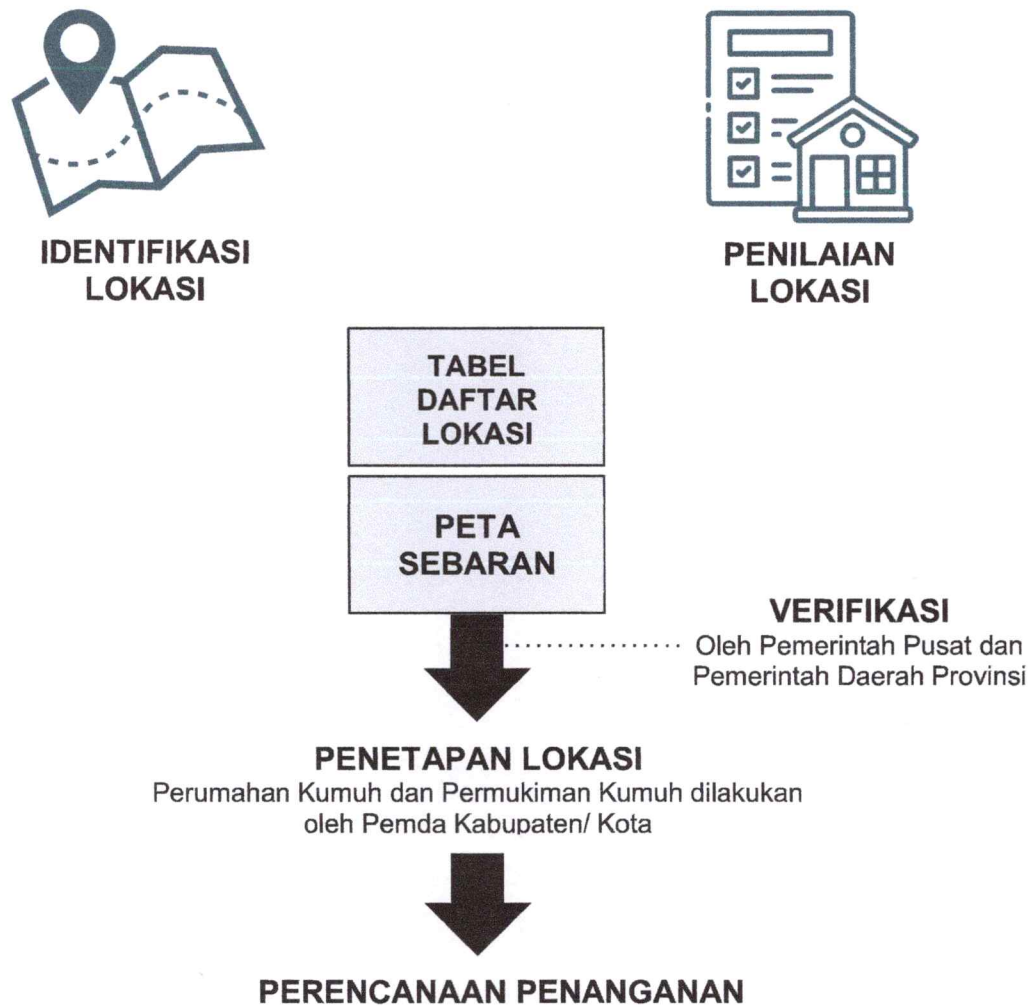 IDENTIFIKASI
LOKASI
PENILAIAN
LOKASI
TABEL
DAFTAR
LOKASI
PETA
SEBARAN
VERIFIKASI
Oleh Pemerintah Pusat dan
Pemerintah Daerah Provinsi
PENETAPAN LOKASI
Perumahan Kumuh dan Permukiman Kumuh dilakukan
oleh Pemda Kabupaten/ Kota
PERENCANAAN PENANGANAN